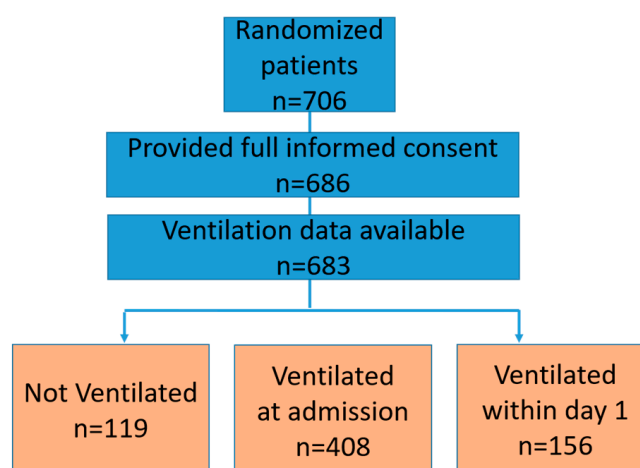 Randomized
patients
n=706
Provided full informed consent
n=686
Ventilation data available
n=683
Not Ventilated
n=119
Ventilated
at admission
n=408
Ventilated
within day 1
n=156